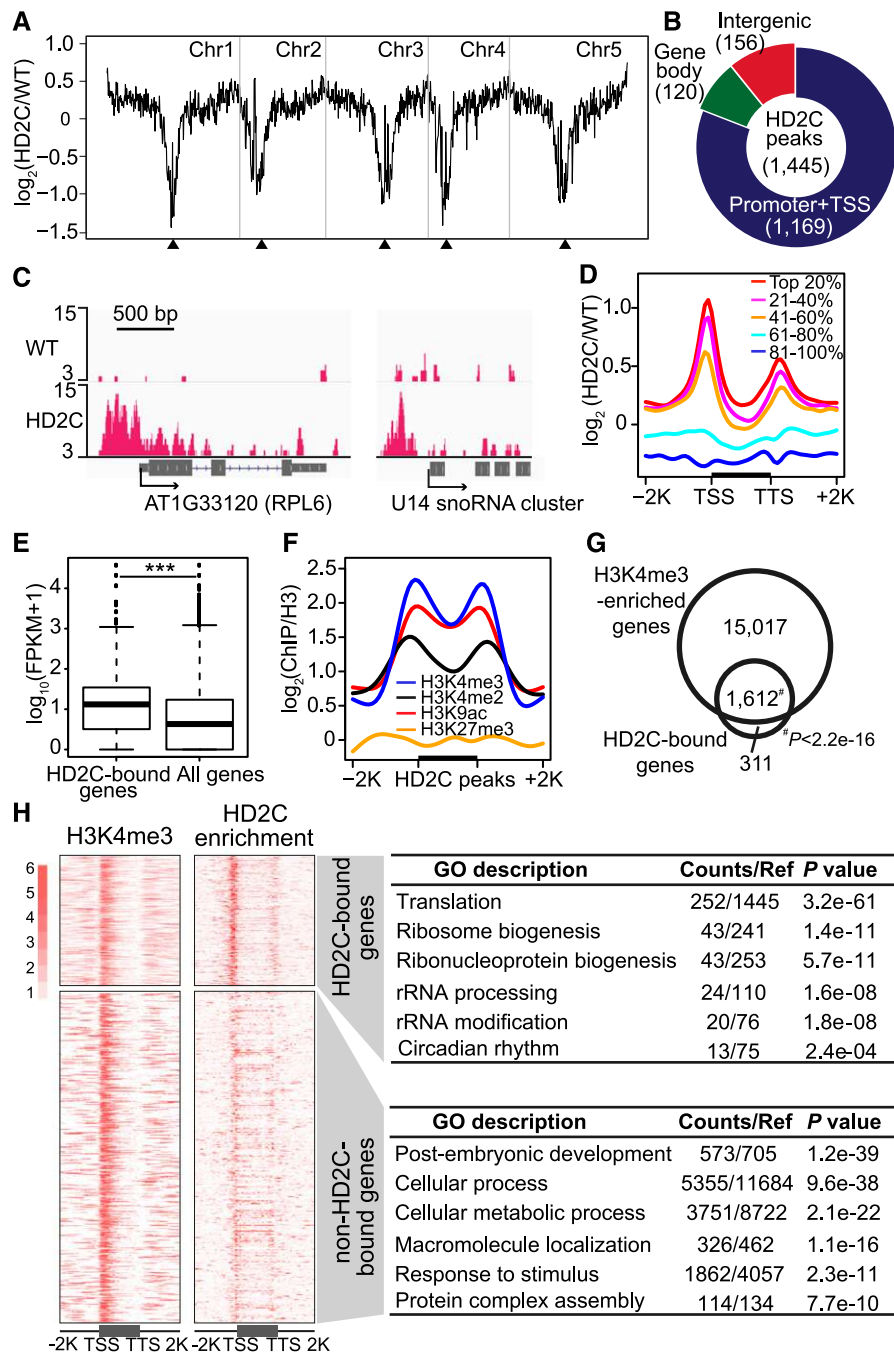 A
1.0
0.5
0
−0.5
−1.0
−1.5
log2(HD2C/WT)
Chr1
Chr2
Chr3
Chr4
Chr5
B
Intergenic
(156)
Gene
body
(120)
HD2C
peaks
(1,445)
Promoter+TSS
(1,169)
C
15
500 bp
WT
3
15
HD2C
3
AT1G33120 (RPL6)
U14 snoRNA cluster
D
log2 (HD2C/WT)
1.0
0.5
0
Top 20%
21-40%
41-60%
61-80%
81-100%
−2K
TSS
TTS
+2K
E
log10(FPKM+1)
4
3
2
1
0
***
HD2C-bound
genes
All genes
F
log2(ChIP/H3)
2.5
2.0
1.5
1.0
0.5
0
H3K4me3
H3K4me2
H3K9ac
H3K27me3
−2K
HD2C peaks
+2K
G
H3K4me3
-enriched
genes
15,017
1,612#
#P<2.2e-16
HD2C-bound
genes
311
H
H3K4me3
HD2C
enrichment
6
5
4
3
2
1
HD2C-bound
genes
GO description Counts/Ref P value
Translation 252/1445 3.2e-61
Ribosome biogenesis 43/241 1.4e-11
Ribonucleoprotein biogenesis 43/253 5.7e-11
rRNA processing 24/110 1.6e-08
rRNA modification 20/76 1.8e-08
Circadian rhythm 13/75 2.4e-04
non-HD2C-
bound genes
GO description Counts/Ref P value
Post-embryonic development 573/705 1.2e-39
Cellular process 5355/11684 9.6e-38
Cellular metabolic process 3751/8722 2.1e-22
Macromolecule localization 326/462 1.1e-16
Response to stimulus 1862/4057 2.3e-11
Protein complex assembly 114/134 7.7e-10
-2K TSS TTS 2K
-2K TSS TTS 2K